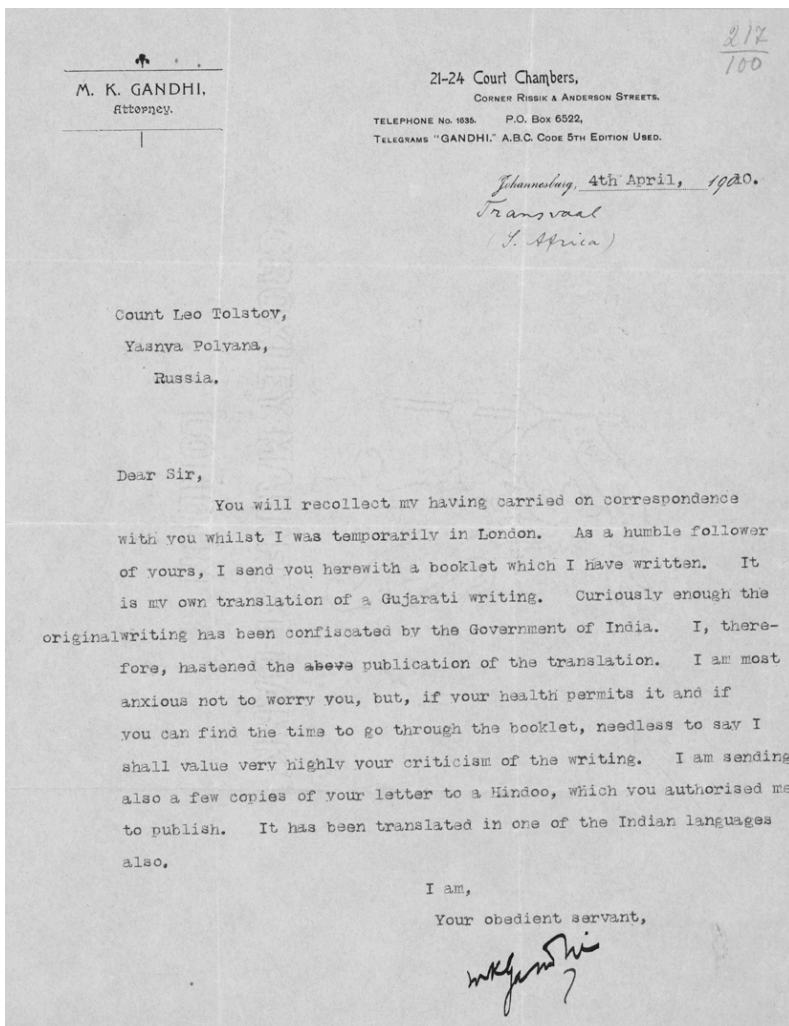 217
100
M. K. GANDHI,
Attorney.
21-24 Court Chambers,
CORNER RISSIK & ANDERSON STREETS.
TELEPHONE No. 1635. P.O. BOX 6522,
TELEGRAMS "GANDHI." A.B.C. CODE 5TH EDITION USED.
Johannesburg, 4th April, 1910.
Transvaal
(S. Africa)
Count Leo Tolstoy,
Yasnya Polyana,
Russia.
Dear Sir,
You will recollect my having carried on correspondence
with you whilst I was temporarily in London. As a humble follower
of yours, I send you herewith a booklet which I have written. It
is my own translation of a Gujarati writing. Curiously enough the
original writing has been confiscated by the Government of India. I, there-
fore, hastened the above publication of the translation. I am most
anxious not to worry you, but, if your health permits it and if
you can find the time to go through the booklet, needless to say I
shall value very highly your criticism of the writing. I am sending
also a few copies of your letter to a Hindoo, which you authorised me
to publish. It has been translated in one of the Indian languages
also.
I am,
Your obedient servant,
MKGandhi